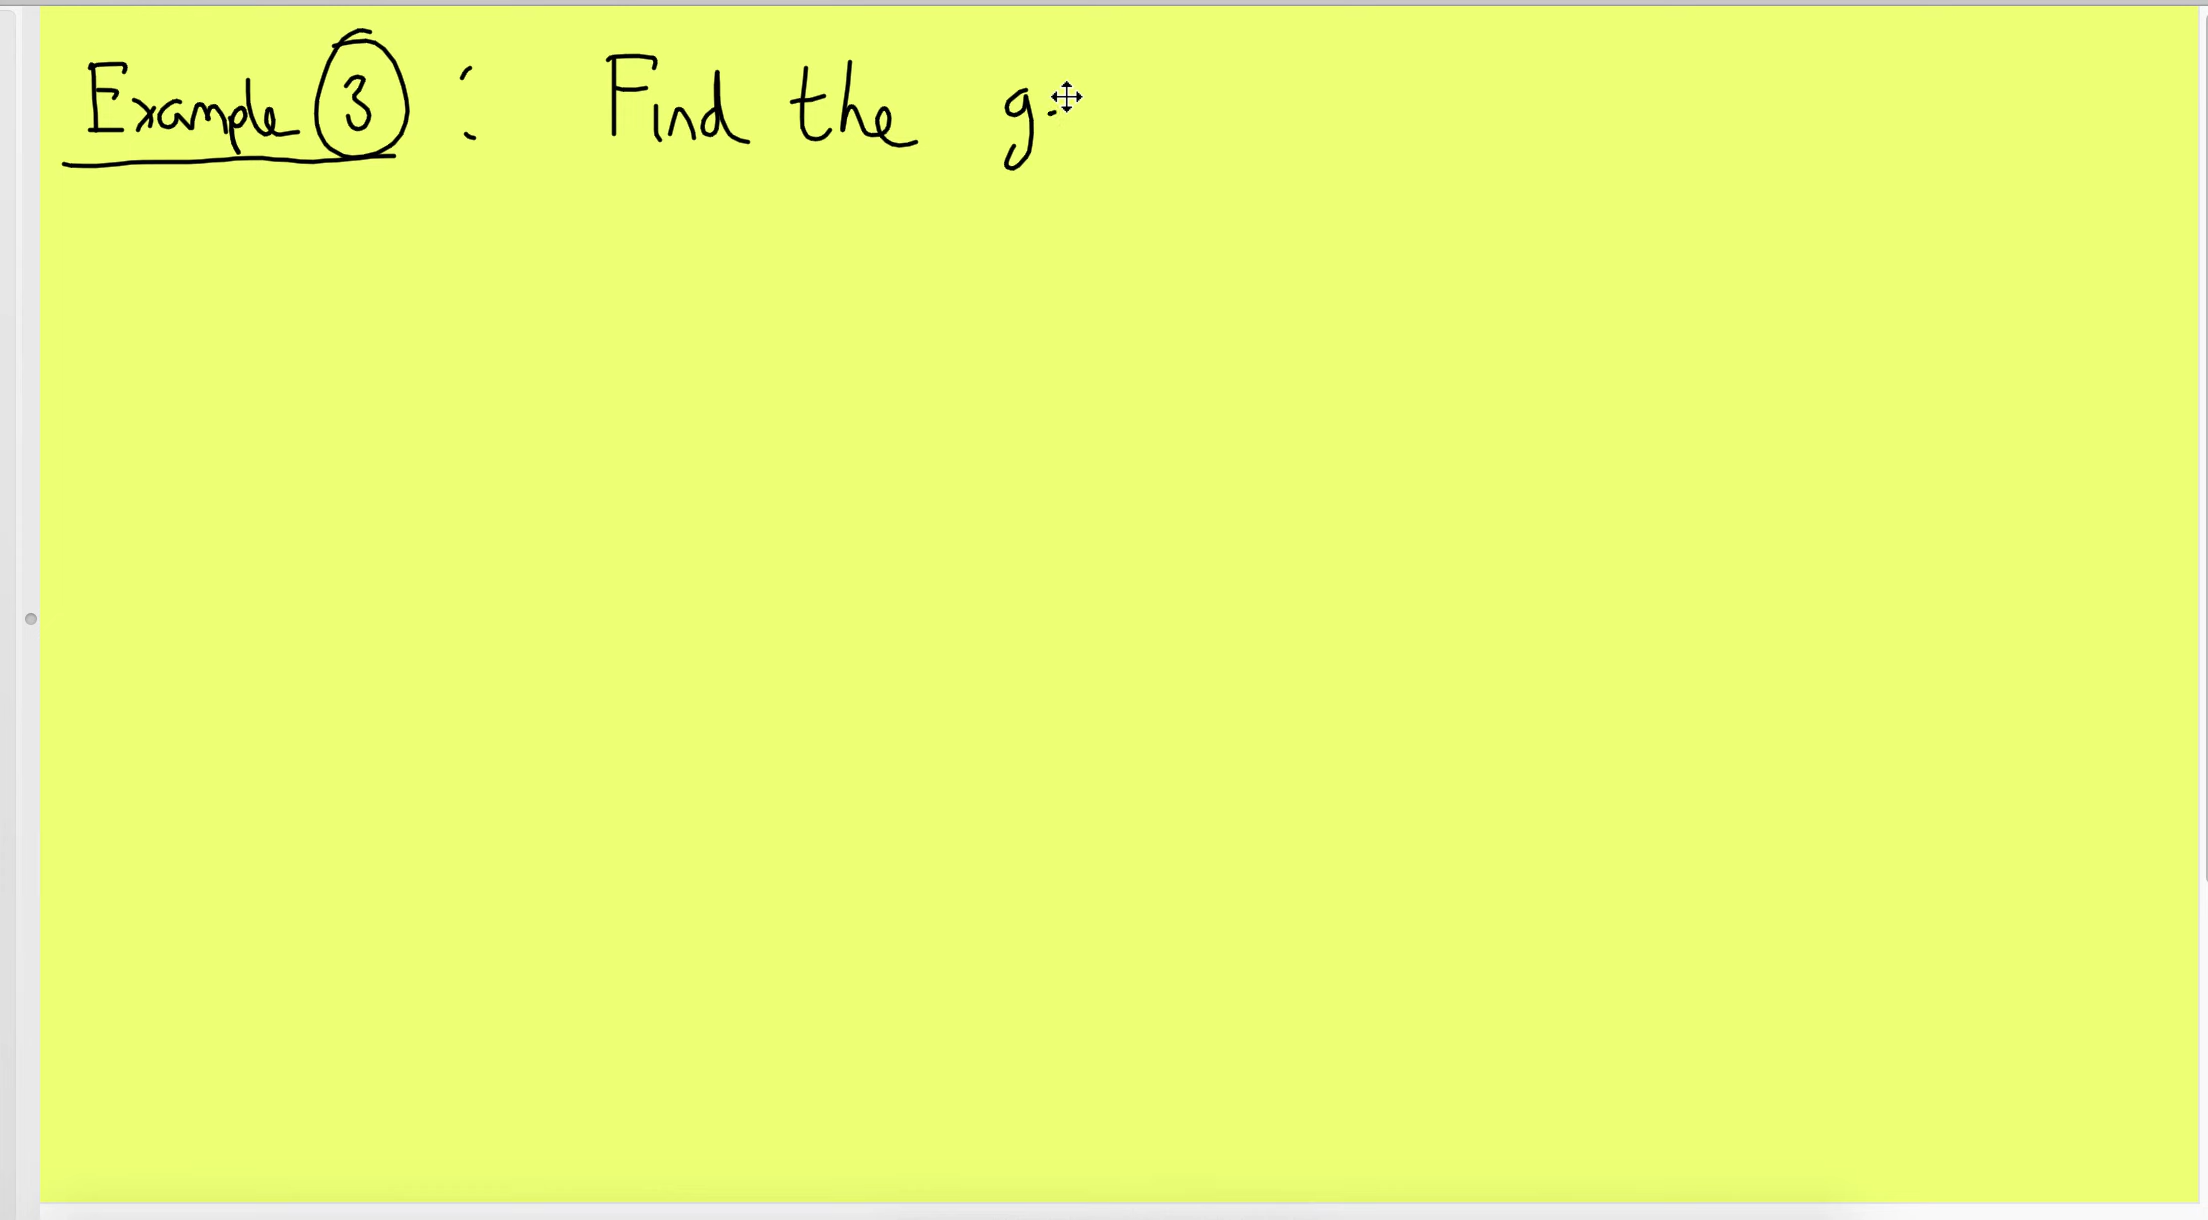 Example ③ : Find the g